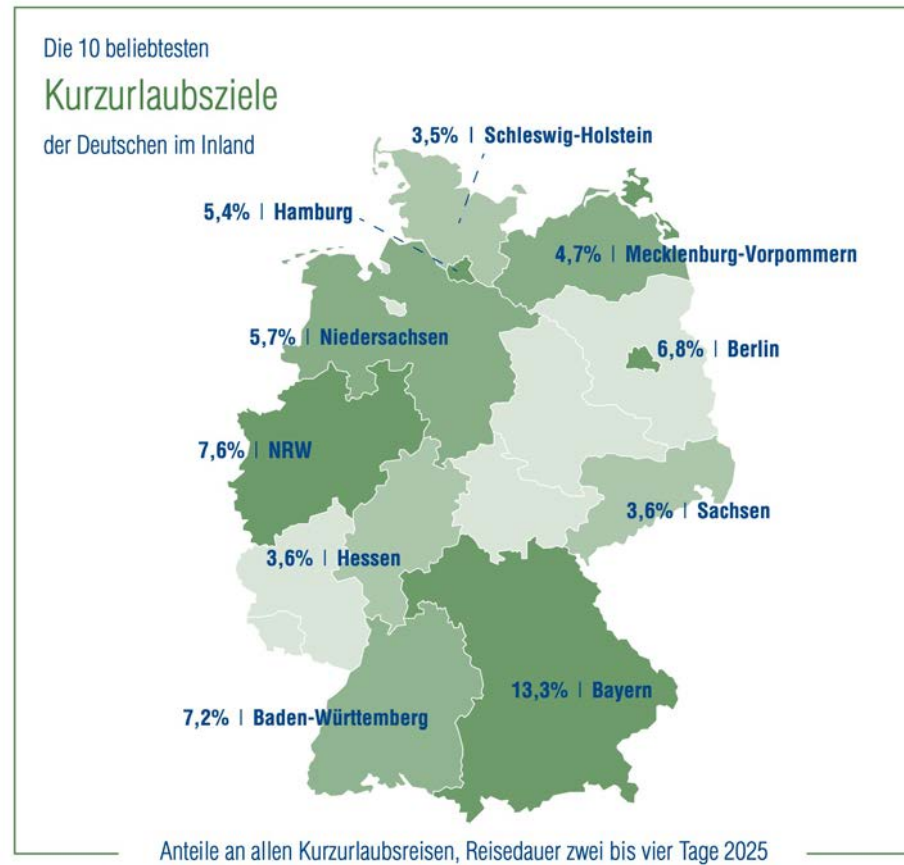 Die 10 beliebtesten
Kurzurlaubsziele
der Deutschen im Inland
3,5% | Schleswig-Holstein
5,4% | Hamburg
4,7% | Mecklenburg-Vorpommern
5,7% | Niedersachsen
6,8% | Berlin
7,6% | NRW
3,6% | Sachsen
3,6% | Hessen
13,3% | Bayern
7,2% | Baden-Württemberg
Anteile an allen Kurzurlaubsreisen, Reisedauer zwei bis vier Tage 2025